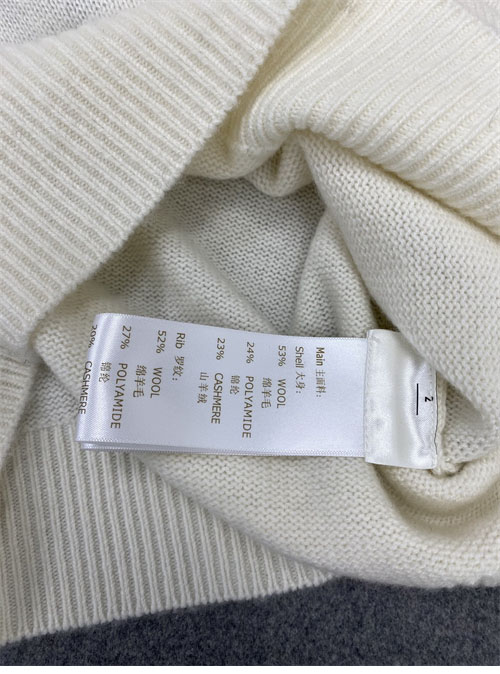 Main 主面料：
Shell 大身：
53% WOOL
绵羊毛
24% POLYAMIDE
锦纶
23% CASHMERE
山羊绒
Rib 罗纹：
52% WOOL
绵羊毛
27% POLYAMIDE
锦纶
CASHMERE
2